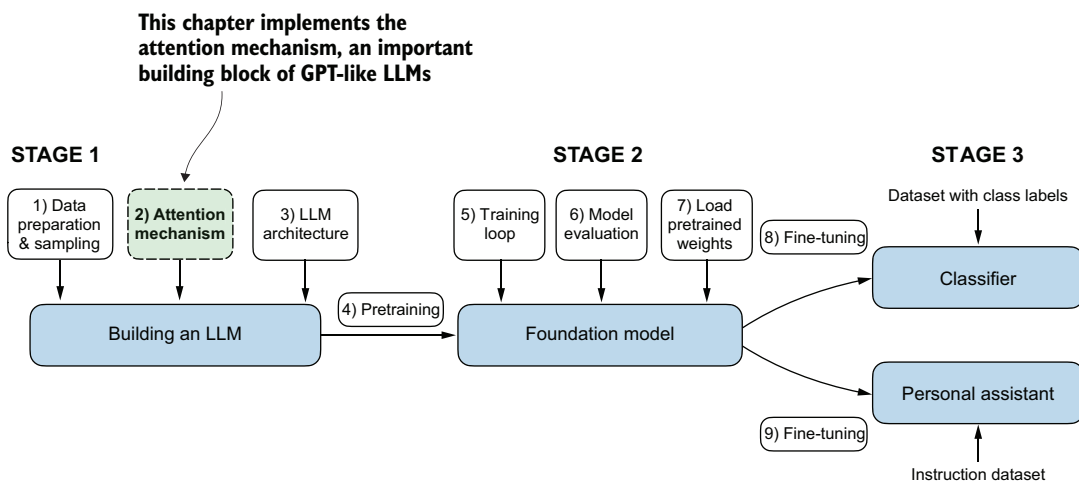 This chapter implements the
attention mechanism, an important
building block of GPT-like LLMs
STAGE 1
STAGE 2
STAGE 3
1) Data
preparation
& sampling
2) Attention
mechanism
3) LLM
architecture
5) Training
loop
6) Model
evaluation
7) Load
pretrained
weights
8) Fine-tuning
Dataset with class labels
Classifier
Building an LLM
4) Pretraining
Foundation model
Personal assistant
9) Fine-tuning
Instruction dataset